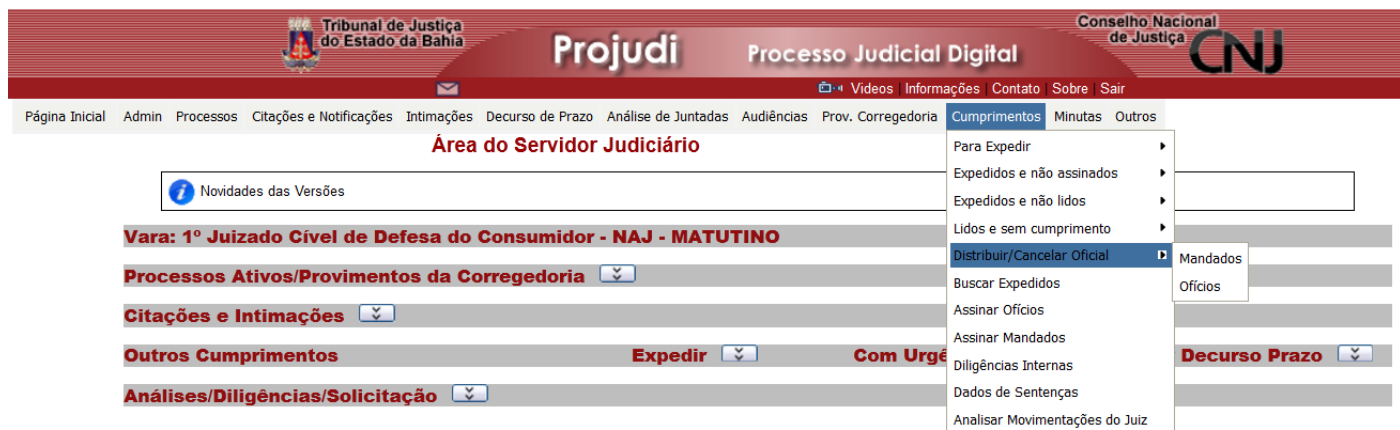 Tribunal de Justiça
do Estado da Bahia
Projudi
Processo Judicial Digital
Conselho Nacional
de Justiça
CNJ
Videos | Informações | Contato | Sobre | Sair
Página Inicial Admin Processos Citações e Notificações Intimações Decurso de Prazo Análise de Juntadas Audiências Prov. Corregedoria Cumprimentos Minutas Outros
Área do Servidor Judiciário
Novidades das Versões
Vara: 1º Juizado Cível de Defesa do Consumidor - NAJ - MATUTINO
Processos Ativos/Provimentos da Corregedoria
Citações e Intimações
Outros Cumprimentos Expedir Com Urgê Decurso Prazo
Análises/Diligências/Solicitação
Para Expedir
Expedidos e não assinados
Expedidos e não lidos
Lidos e sem cumprimento
Distribuir/Cancelar Oficial
Buscar Expedidos
Assinar Ofícios
Assinar Mandados
Diligências Internas
Dados de Sentenças
Analisar Movimentações do Juiz
Mandados
Ofícios